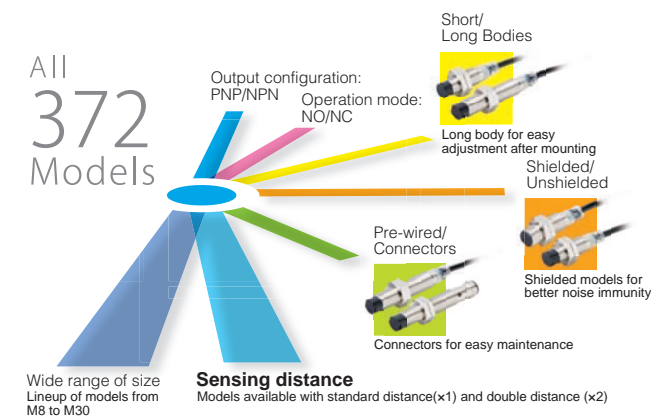 All
372
Models
Output configuration:
PNP/NPN
Operation mode:
NO/NC
Short/
Long Bodies
Long body for easy
adjustment after mounting
Shielded/
Unshielded
Shielded models for
better noise immunity
Pre-wired/
Connectors
Connectors for easy maintenance
Wide range of size
Lineup of models from
M8 to M30
Sensing distance
Models available with standard distance(×1) and double distance (×2)